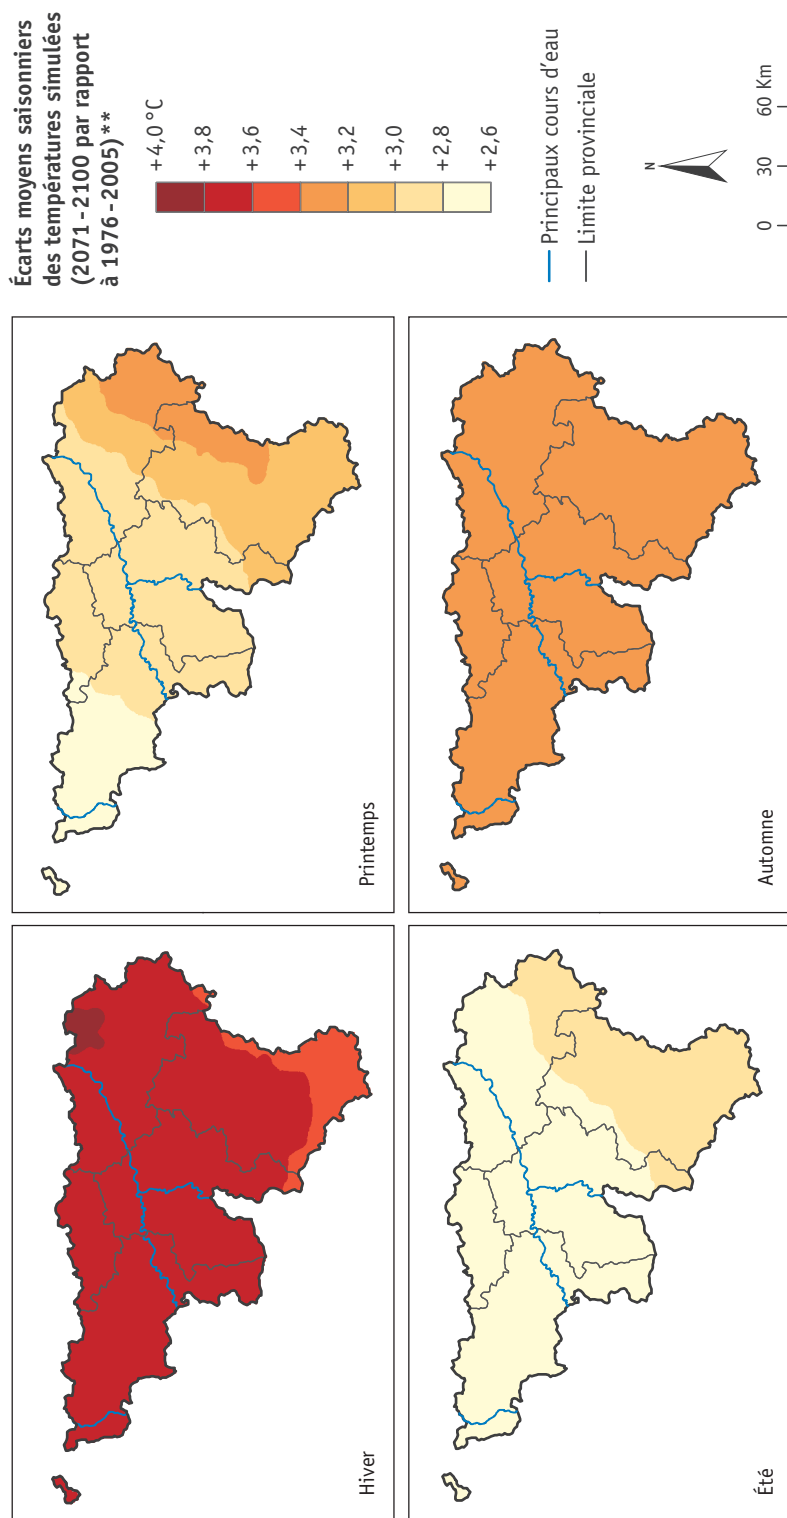 Écarts moyens saisonniers
des températures simulées
(2071-2100 par rapport
à 1976-2005)**
+4,0 °C
+3,8
+3,6
+3,4
+3,2
+3,0
+2,8
+2,6
Principaux cours d'eau
Limite provinciale
N
0 30 60 Km
Hiver
Printemps
Été
Automne